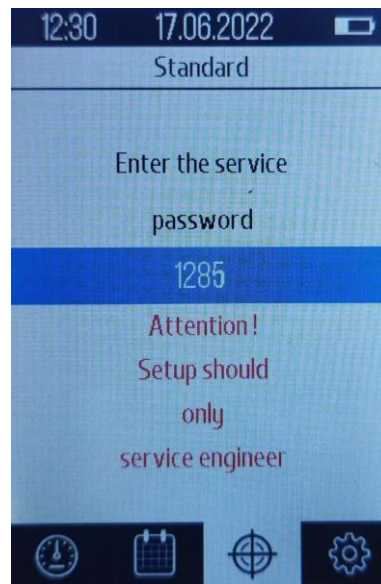 12:30 17.06.2022
Standard
Enter the service
password
1285
Attention!
Setup should
only
service engineer